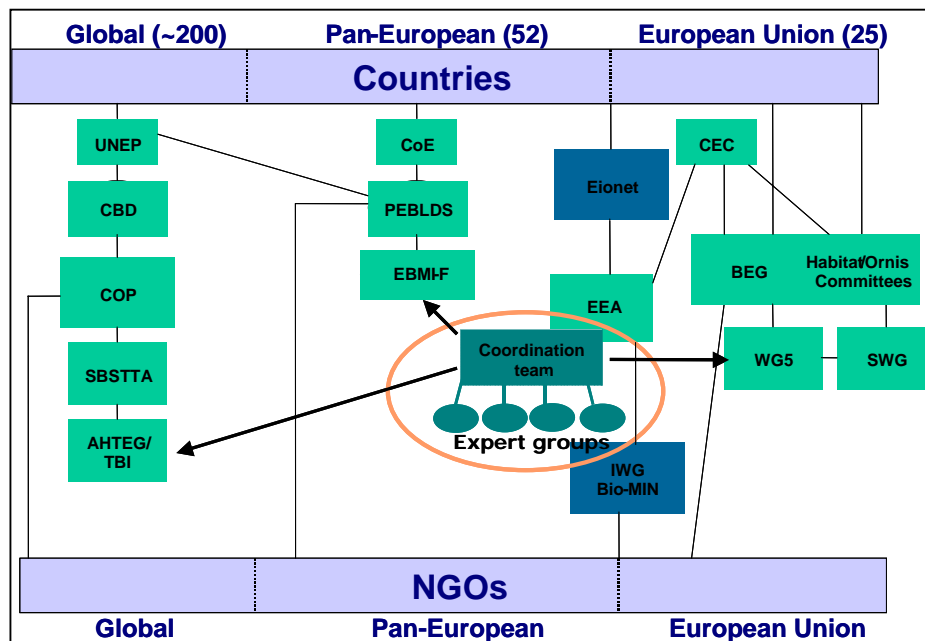 Global (~200)
Pan-European (52)
European Union (25)
Countries
UNEP
CoE
CEC
Eionet
CBD
PEBLDS
BEG
Habitat/Ornis
Committees
COP
EBMI-F
EEA
Coordination
team
WG5
SWG
SBSTTA
Expert groups
AHTEG/
TBI
IWG
Bio-MIN
NGOs
Global
Pan-European
European Union